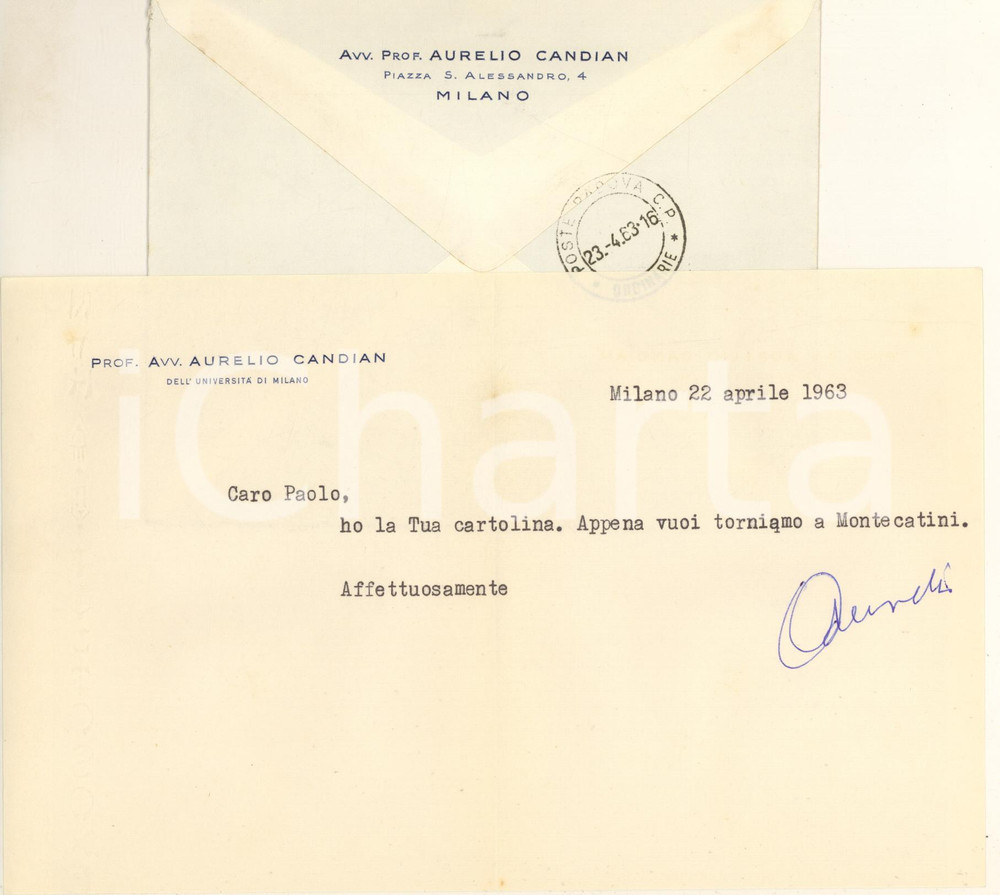 AVV. PROF. AURELIO CANDIAN
PIAZZA S. ALESSANDRO, 4
MILANO
POSTE PADOVA C.P.
23.-4.63·16
ORDINARIE
PROF. AVV. AURELIO CANDIAN
DELL'UNIVERSITÀ DI MILANO
Milano 22 aprile 1963
iCharta
Caro Paolo,
ho la Tua cartolina. Appena vuoi torniamo a Montecatini.
Affettuosamente
Aurelio